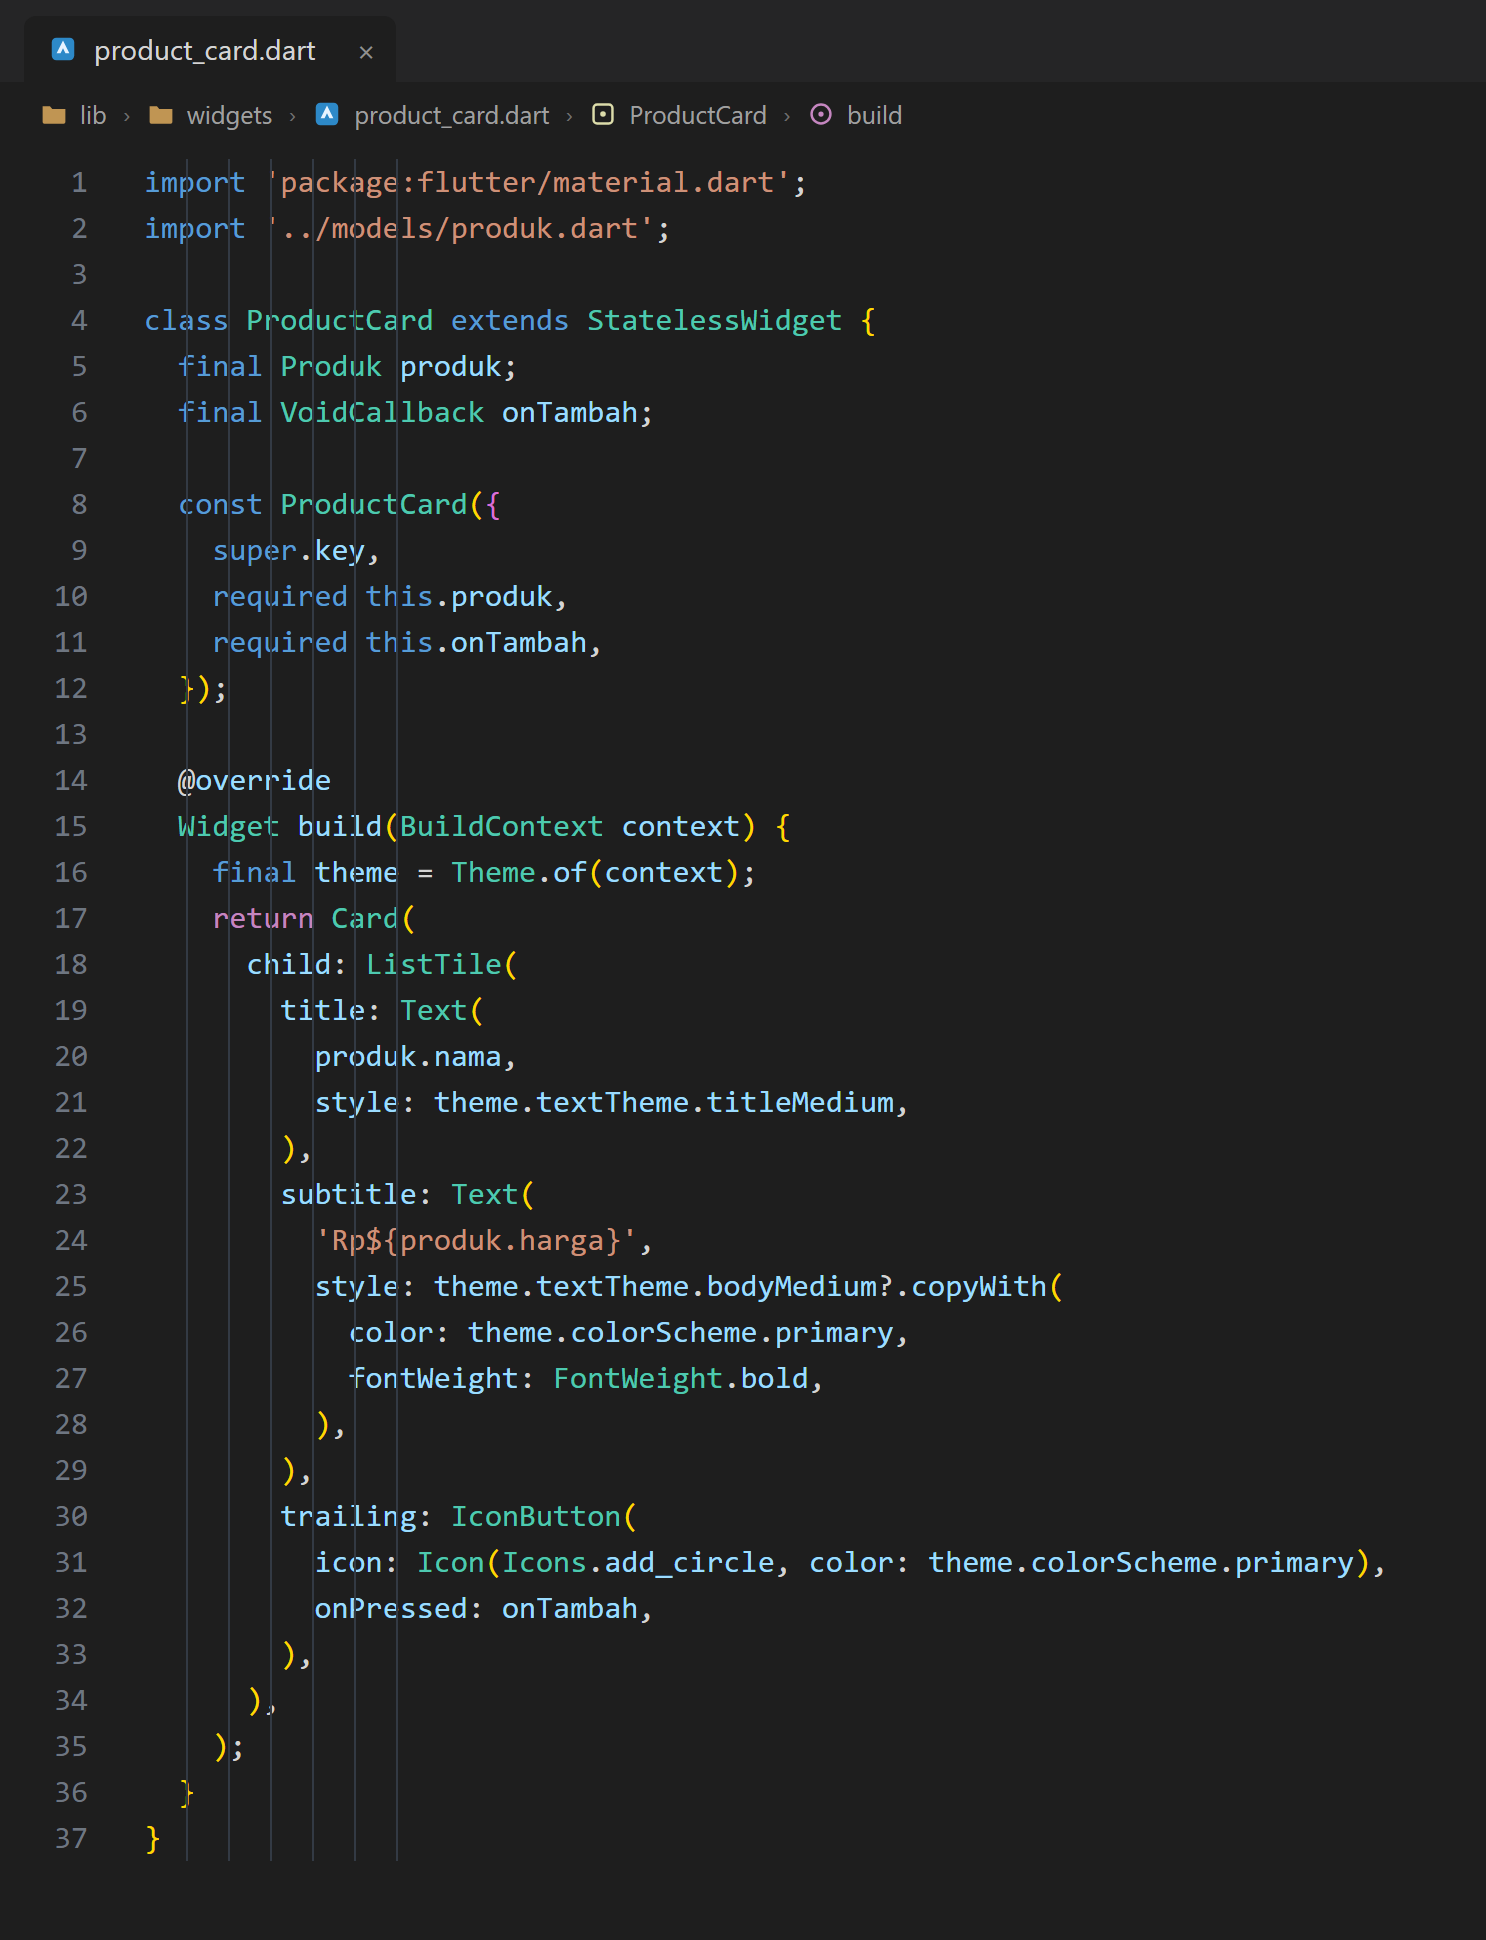 product_card.dart ×
lib › widgets › product_card.dart › ProductCard › build
1 import 'package:flutter/material.dart';
2 import '../models/produk.dart';
3
4 class ProductCard extends StatelessWidget {
5   final Produk produk;
6   final VoidCallback onTambah;
7
8   const ProductCard({
9     super.key,
10     required this.produk,
11     required this.onTambah,
12   });
13
14   @override
15   Widget build(BuildContext context) {
16     final theme = Theme.of(context);
17     return Card(
18       child: ListTile(
19         title: Text(
20           produk.nama,
21           style: theme.textTheme.titleMedium,
22         ),
23         subtitle: Text(
24           'Rp${produk.harga}',
25           style: theme.textTheme.bodyMedium?.copyWith(
26             color: theme.colorScheme.primary,
27             fontWeight: FontWeight.bold,
28           ),
29         ),
30         trailing: IconButton(
31           icon: Icon(Icons.add_circle, color: theme.colorScheme.primary),
32           onPressed: onTambah,
33         ),
34       ),
35     );
36   }
37 }